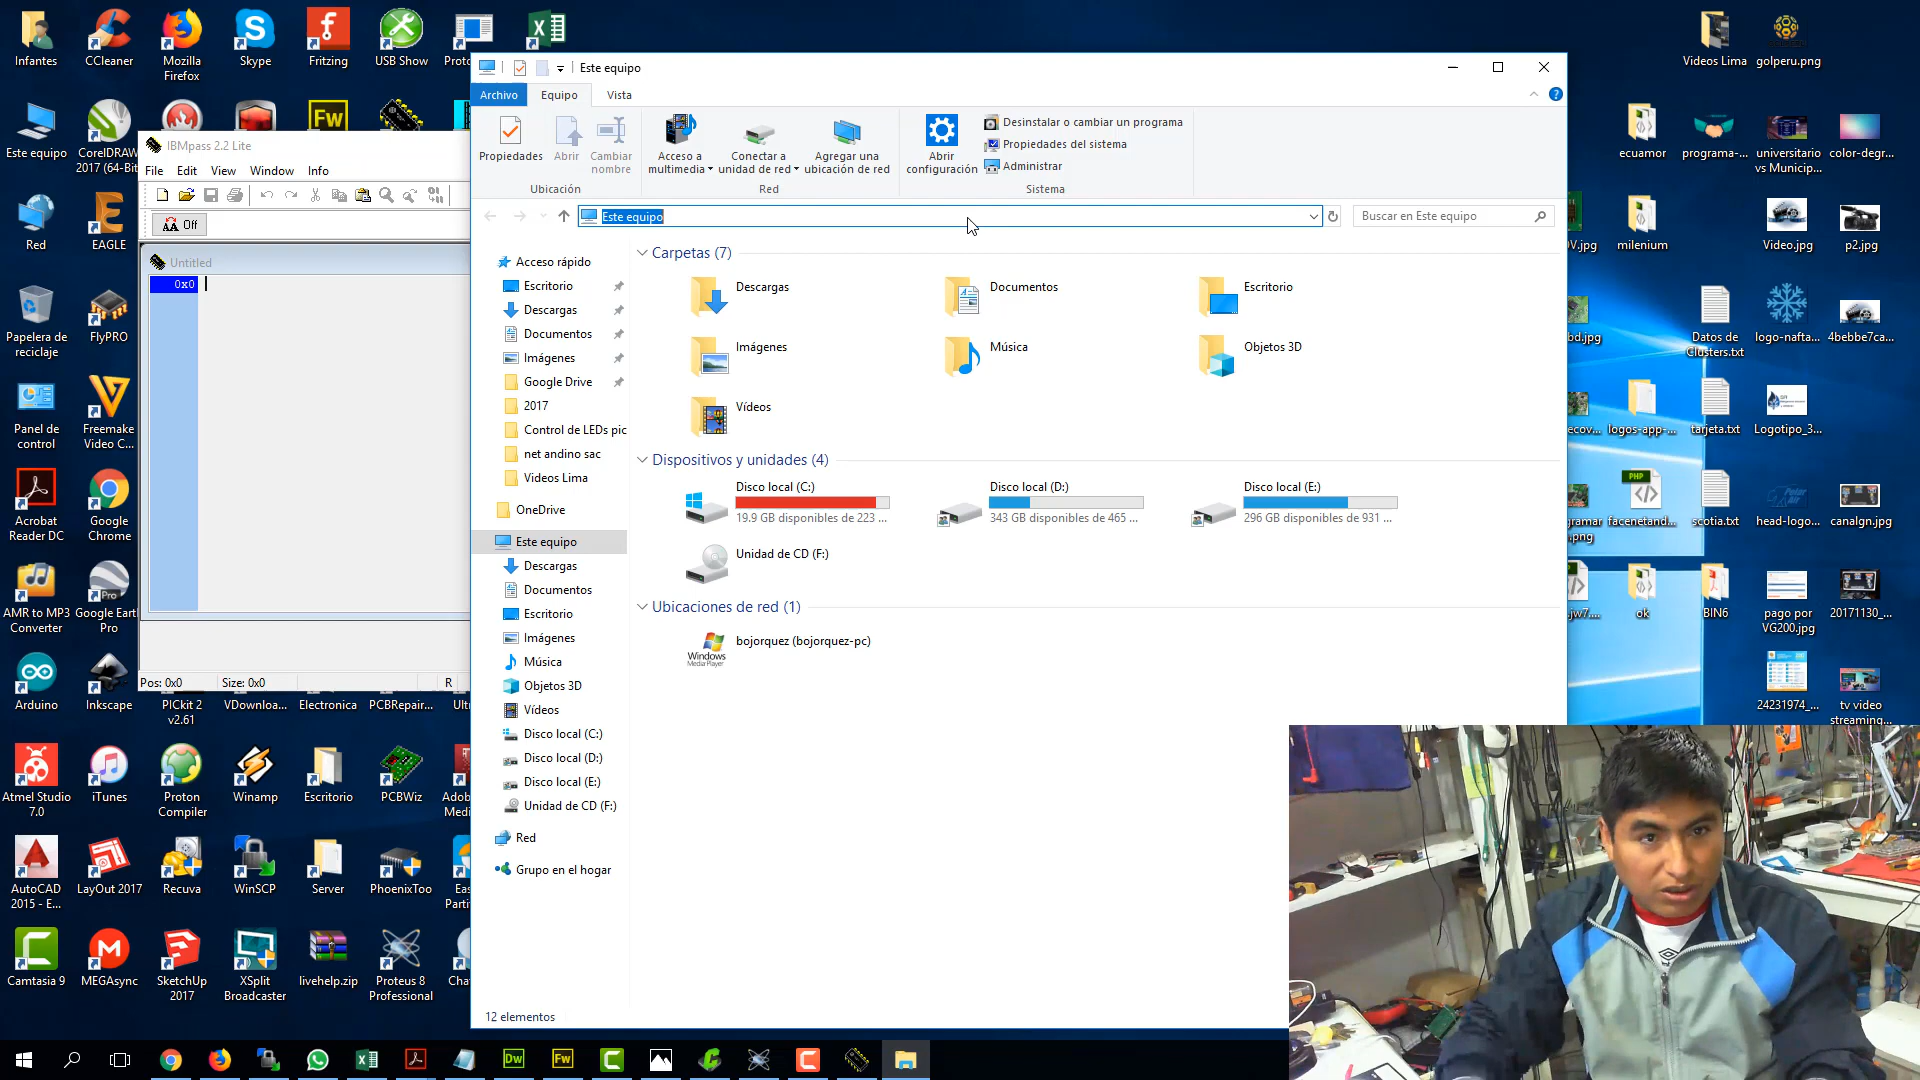 Infantes
CCleaner
Mozilla
Firefox
Skype
Fritzing
USB Show
Este equipo
CorelDRAW
2017 (64-Bit
Red
EAGLE
Papelera de
reciclaje
FlyPRO
Panel de
control
Freemake
Video C...
Acrobat
Reader DC
Google
Chrome
AMR to MP3
Converter
Google Earth
Pro
Arduino
Inkscape
PICkit 2
v2.61
VDownloa...
Electronica
PCBRepair...
Atmel Studio
7.0
iTunes
Proton
Compiler
Winamp
Escritorio
PCBWiz
AutoCAD
2015 - E...
LayOut 2017
Recuva
WinSCP
Server
PhoenixToo
Camtasia 9
MEGAsync
SketchUp
2017
XSplit
Broadcaster
livehelp.zip
Proteus 8
Professional
IBMpass 2.2 Lite
File Edit View Window Info
Off
Untitled
0x0
Pos: 0x0 Size: 0x0 R
Este equipo
Archivo Equipo Vista
Propiedades
Abrir
Cambiar
nombre
Ubicación
Acceso a
multimedia
Conectar a
unidad de red
Agregar una
ubicación de red
Red
Abrir
configuración
Desinstalar o cambiar un programa
Propiedades del sistema
Administrar
Sistema
Este equipo
Buscar en Este equipo
Acceso rápido
Escritorio
Descargas
Documentos
Imágenes
Google Drive
2017
Control de LEDs pic
net andino sac
Videos Lima
OneDrive
Este equipo
Descargas
Documentos
Escritorio
Imágenes
Música
Objetos 3D
Vídeos
Disco local (C:)
Disco local (D:)
Disco local (E:)
Unidad de CD (F:)
Red
Grupo en el hogar
Carpetas (7)
Descargas
Documentos
Escritorio
Imágenes
Música
Objetos 3D
Vídeos
Dispositivos y unidades (4)
Disco local (C:)
19.9 GB disponibles de 223 ...
Disco local (D:)
343 GB disponibles de 465 ...
Disco local (E:)
296 GB disponibles de 931 ...
Unidad de CD (F:)
Ubicaciones de red (1)
bojorquez (bojorquez-pc)
Windows
Media Player
12 elementos
Videos Lima
golperu.png
ecuamor
programa-...
universitario
vs Municip...
color-degr...
milenium
Video.jpg
p2.jpg
Datos de
Clusters.txt
logo-nafta...
4bebbe7ca...
logos-app-...
tarjeta.txt
Logotipo_3...
PHP
facenetand...
scotia.txt
head-logo...
canalgn.jpg
ok
BIN6
pago por
VG200.jpg
20171130_...
24231974_...
tv video
streaming...
Fw
Dw
Fw